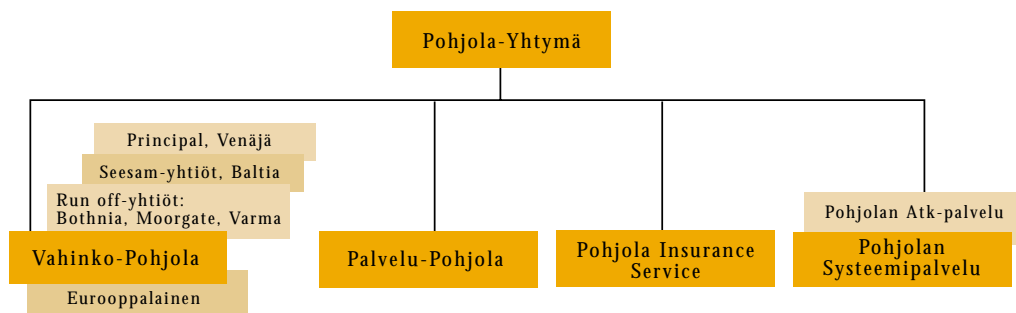 Pohjola-Yhtymä
Principal, Venäjä
Seesam-yhtiöt, Baltia
Run off-yhtiöt:
Bothnia, Moorgate, Varma
Vahinko-Pohjola
Eurooppalainen
Palvelu-Pohjola
Pohjola Insurance
Service
Pohjolan Atk-palvelu
Pohjolan
Systeemipalvelu